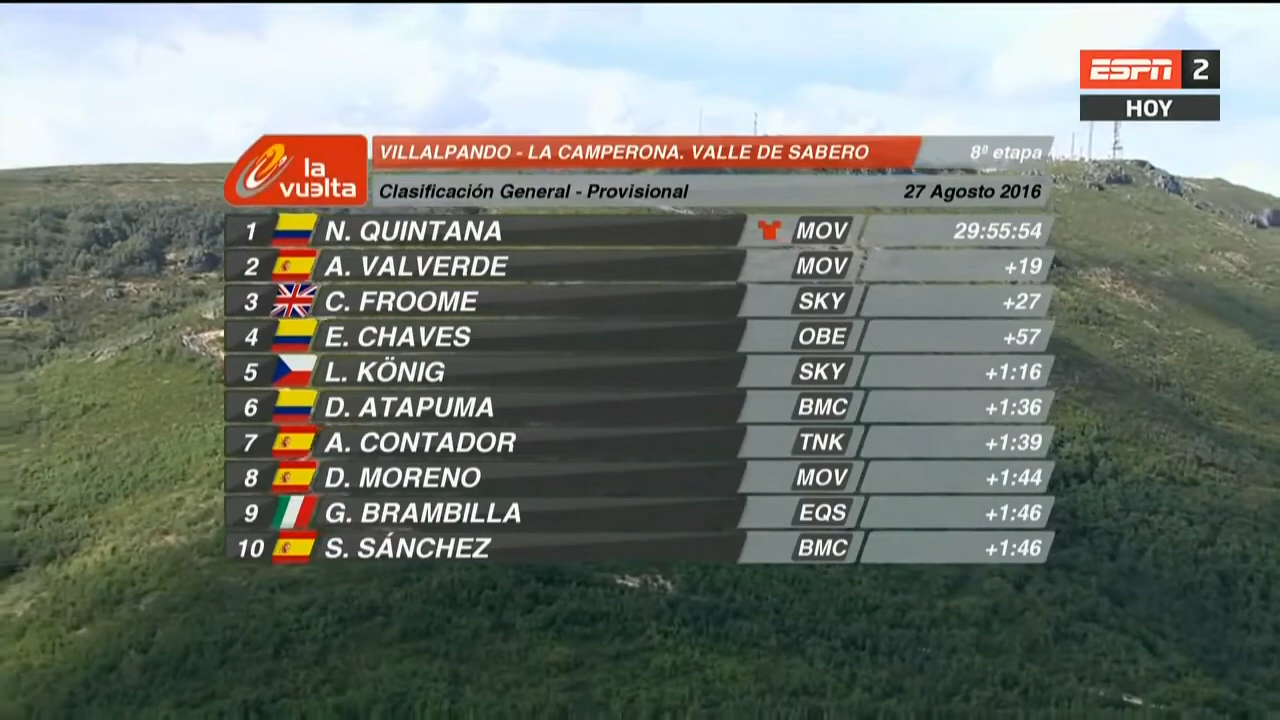 ESPN 2
HOY
la vuelta
VILLALPANDO - LA CAMPERONA. VALLE DE SABERO 8ª etapa
Clasificación General - Provisional 27 Agosto 2016
1 N. QUINTANA MOV 29:55:54
2 A. VALVERDE MOV +19
3 C. FROOME SKY +27
4 E. CHAVES OBE +57
5 L. KÖNIG SKY +1:16
6 D. ATAPUMA BMC +1:36
7 A. CONTADOR TNK +1:39
8 D. MORENO MOV +1:44
9 G. BRAMBILLA EQS +1:46
10 S. SÁNCHEZ BMC +1:46